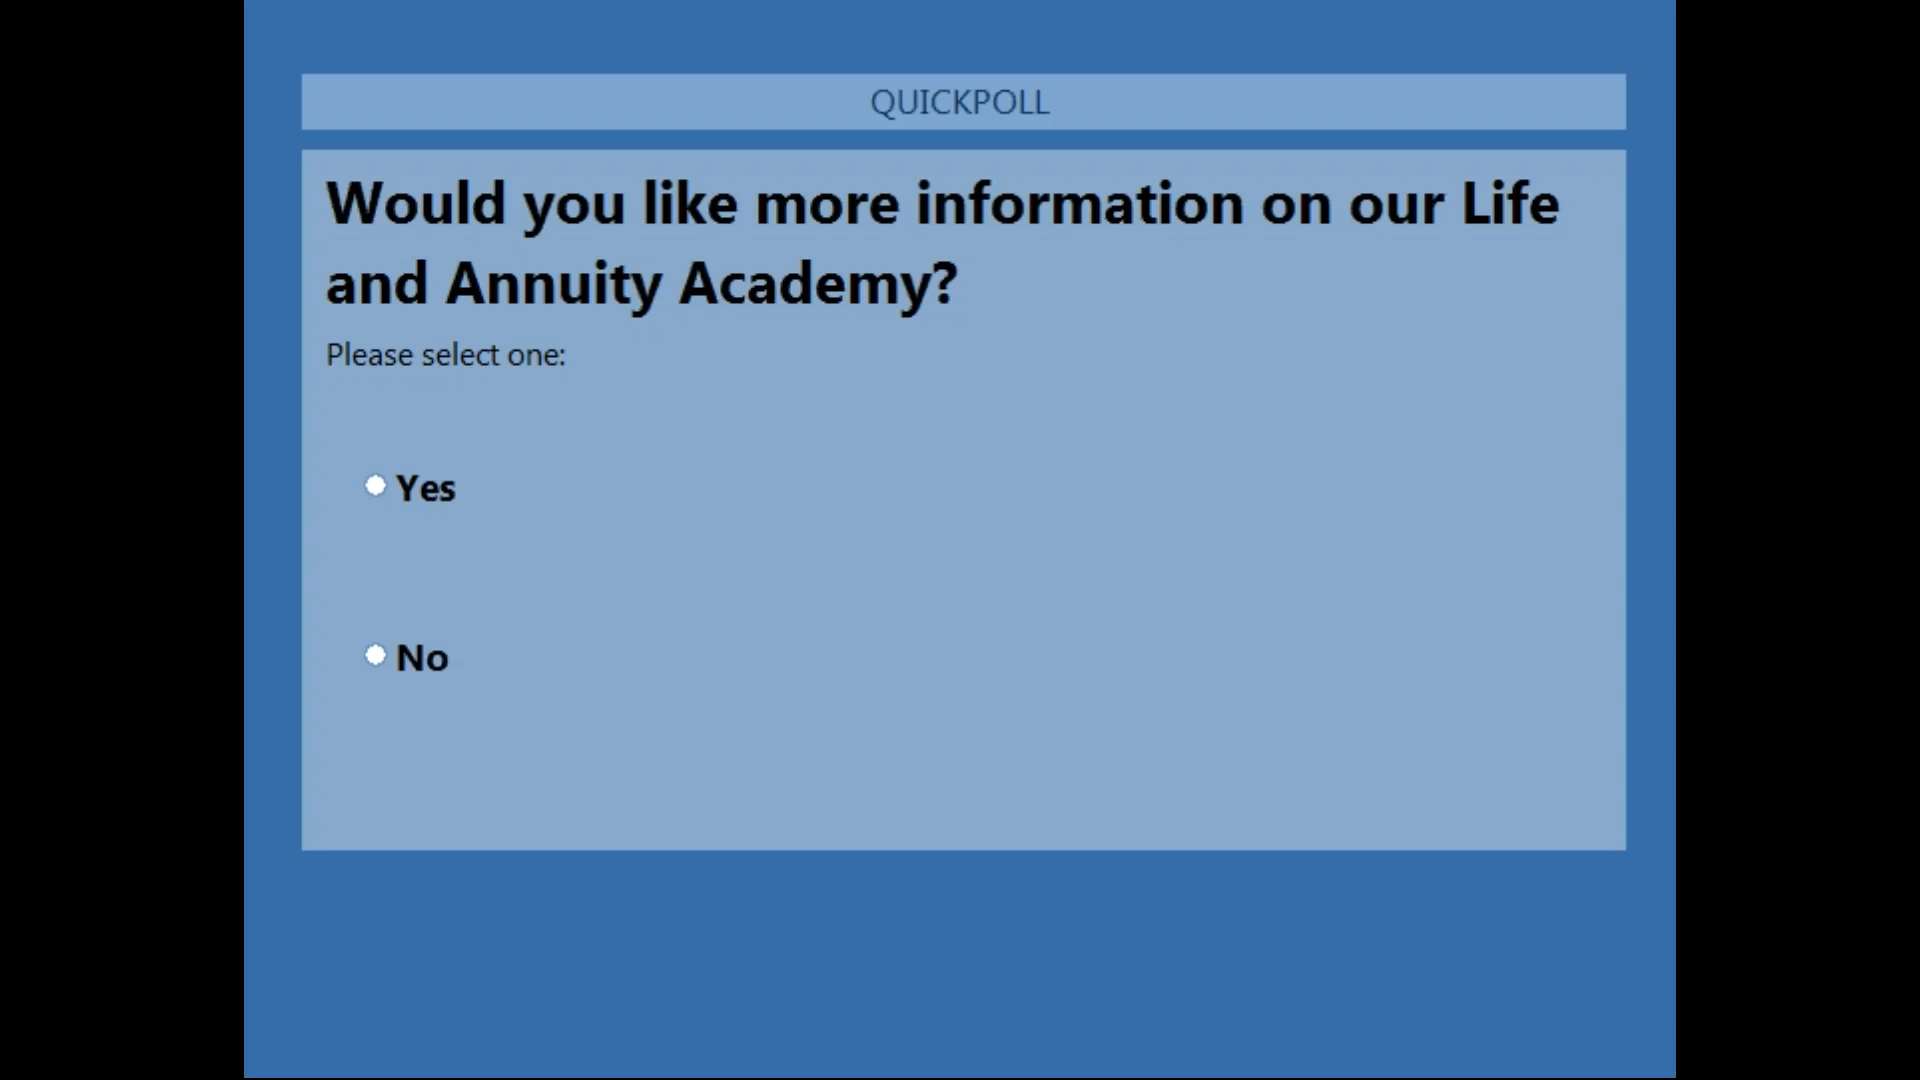 QUICKPOLL
Would you like more information on our Life
and Annuity Academy?
Please select one:
Yes
No